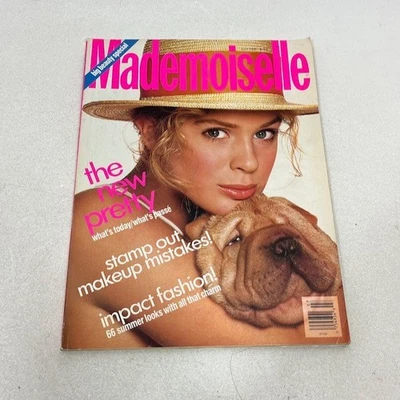 big beauty special
Mademoiselle
the
new
pretty
what's today/what's passé
stamp out
makeup mistakes!
impact fashion!
66 summer looks with all that charm